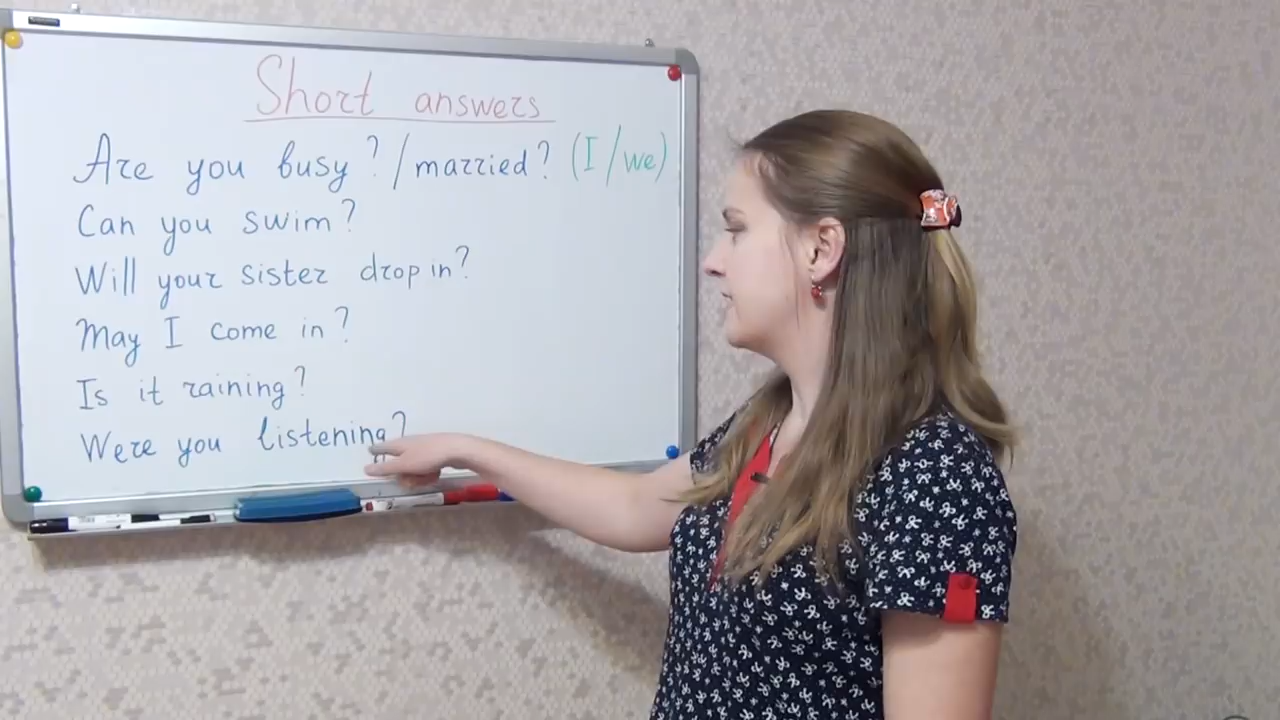 Short answers
Are you busy?/married? (I/we)
Can you swim?
Will your sister drop in?
May I come in?
Is it raining?
Were you listening?